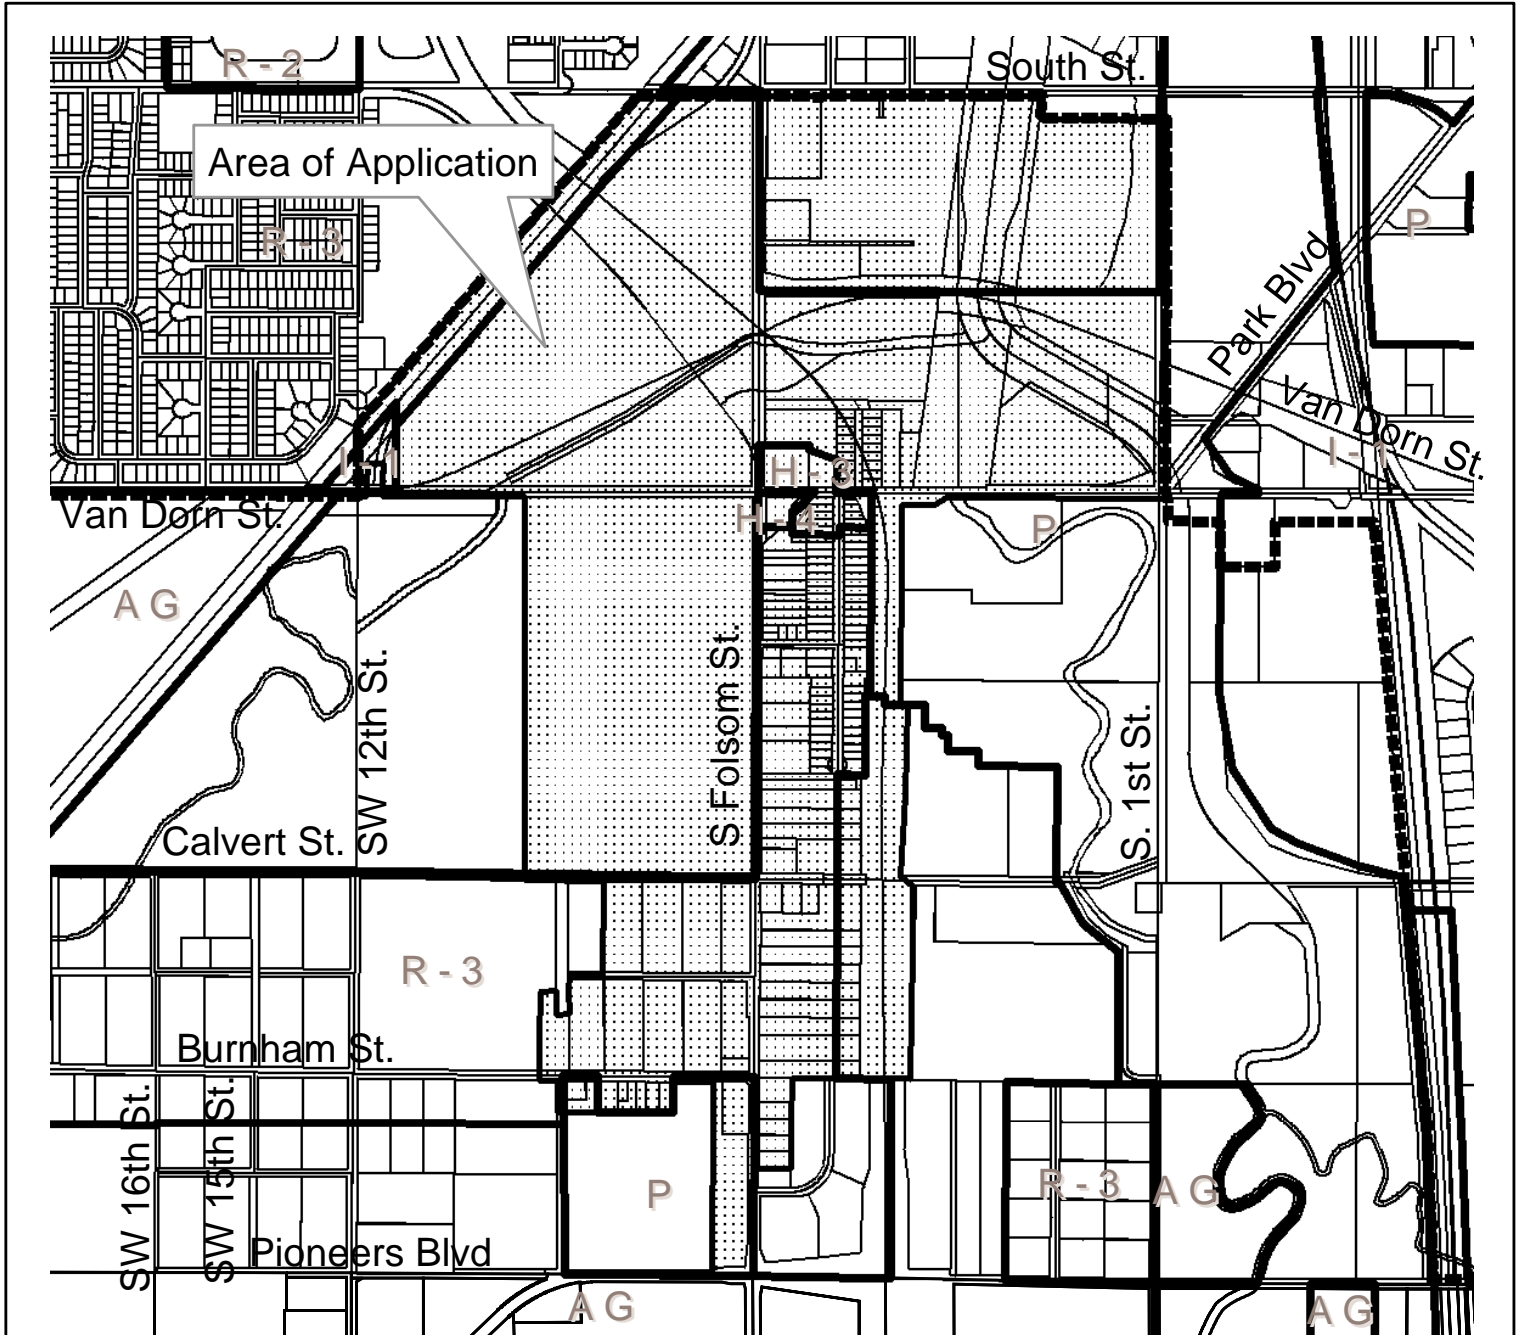 R - 2
South St.
Area of Application
R - 3
P
Park Blvd
Van Dorn St.
I - 1
I - 1
H - 3
Van Dorn St.
H - 4
P
A G
SW 12th St.
S Folsom St.
S. 1st St.
Calvert St.
R - 3
Burnham St.
SW 16th St.
SW 15th St.
P
R - 3
A G
Pioneers Blvd
A G
A G